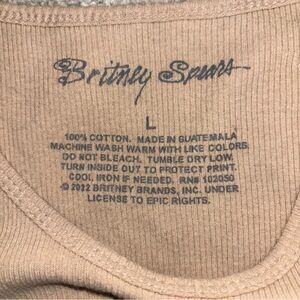 Britney Spears
L
100% COTTON. MADE IN GUATEMALA
MACHINE WASH WARM WITH LIKE COLORS.
DO NOT BLEACH. TUMBLE DRY LOW.
TURN INSIDE OUT TO PROTECT PRINT.
COOL IRON IF NEEDED. RN# 102050
© 2022 BRITNEY BRANDS, INC. UNDER
LICENSE TO EPIC RIGHTS.